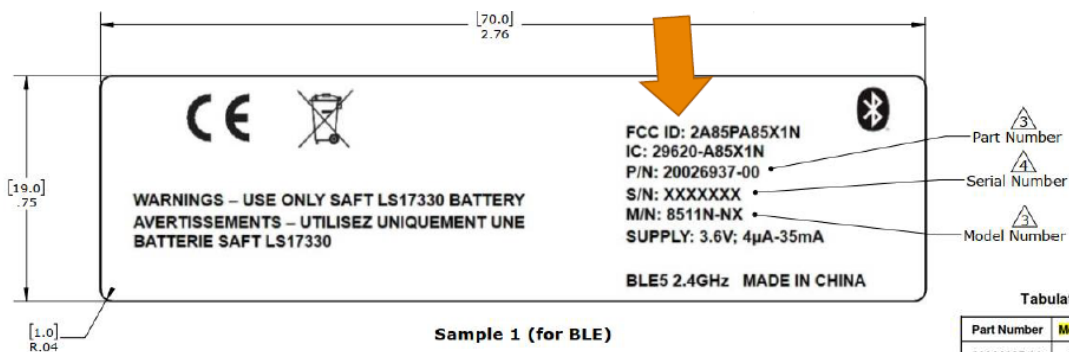 [70.0]
2.76
[19.0]
.75
CE
FCC ID: 2A85PA85X1N
IC: 29620-A85X1N
P/N: 20026937-00
S/N: XXXXXXX
M/N: 8511N-NX
SUPPLY: 3.6V; 4µA-35mA
BLE5 2.4GHz MADE IN CHINA
WARNINGS – USE ONLY SAFT LS17330 BATTERY
AVERTISSEMENTS – UTILISEZ UNIQUEMENT UNE
BATTERIE SAFT LS17330
3
Part Number
4
Serial Number
3
Model Number
[1.0]
R.04
Sample 1 (for BLE)
Tabulat
Part Number